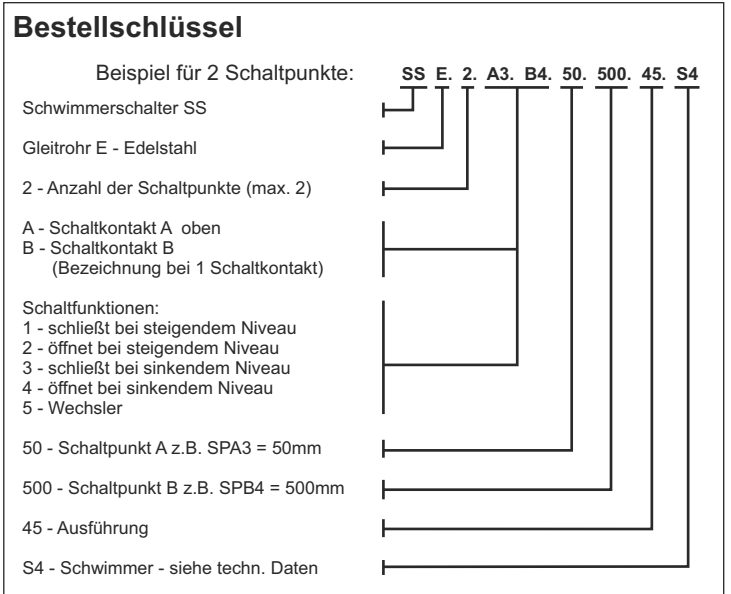 Bestellschlüssel
Beispiel für 2 Schaltpunkte: SS E. 2. A3. B4. 50. 500. 45. S4
Schwimmerschalter SS
Gleitrohr E - Edelstahl
2 - Anzahl der Schaltpunkte (max. 2)
A - Schaltkontakt A oben
B - Schaltkontakt B
(Bezeichnung bei 1 Schaltkontakt)
Schaltfunktionen:
1 - schließt bei steigendem Niveau
2 - öffnet bei steigendem Niveau
3 - schließt bei sinkendem Niveau
4 - öffnet bei sinkendem Niveau
5 - Wechsler
50 - Schaltpunkt A z.B. SPA3 = 50mm
500 - Schaltpunkt B z.B. SPB4 = 500mm
45 - Ausführung
S4 - Schwimmer - siehe techn. Daten